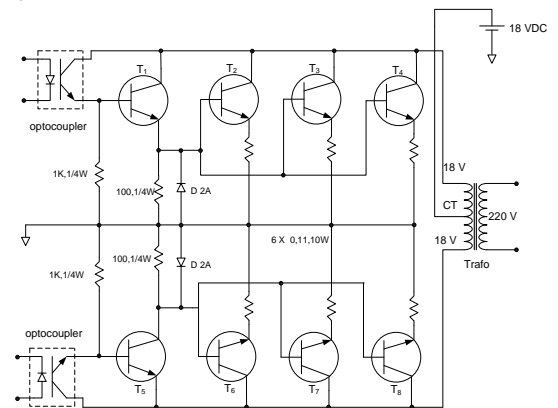 18 VDC
T1
T2
T3
T4
optocoupler
1K,1/4W
100,1/4W
D 2A
18 V
CT
220 V
18 V
Trafo
6 X 0,11,10W
100,1/4W
D 2A
1K,1/4W
optocoupler
T5
T6
T7
T8